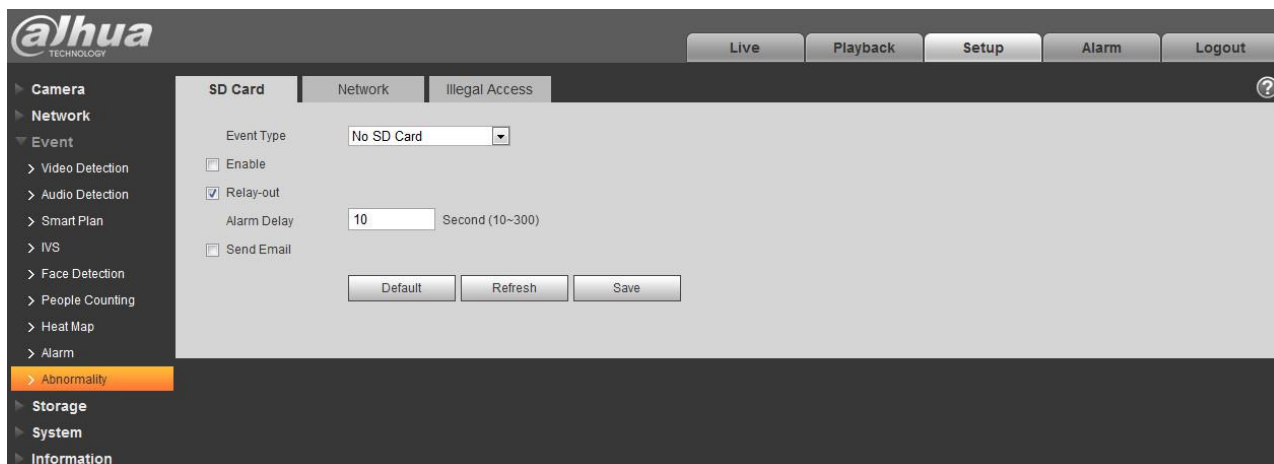 alhua
TECHNOLOGY
Live Playback Setup Alarm Logout
Camera
Network
Event
> Video Detection
> Audio Detection
> Smart Plan
> IVS
> Face Detection
> People Counting
> Heat Map
> Alarm
> Abnormality
Storage
System
Information
SD Card Network Illegal Access
?
Event Type No SD Card
Enable
Relay-out
Alarm Delay 10 Second (10~300)
Send Email
Default Refresh Save